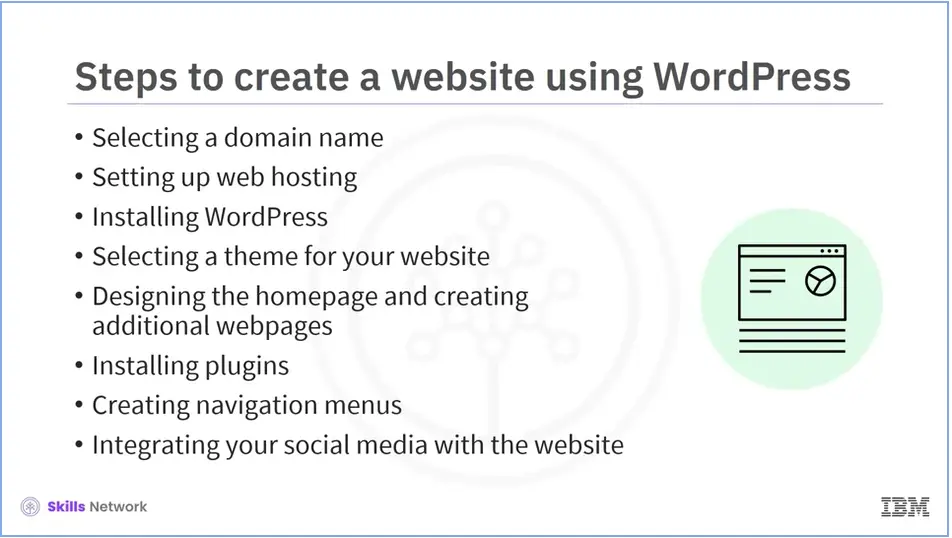 Steps to create a website using WordPress
• Selecting a domain name
• Setting up web hosting
• Installing WordPress
• Selecting a theme for your website
• Designing the homepage and creating
additional webpages
• Installing plugins
• Creating navigation menus
• Integrating your social media with the website
Skills Network
IBM